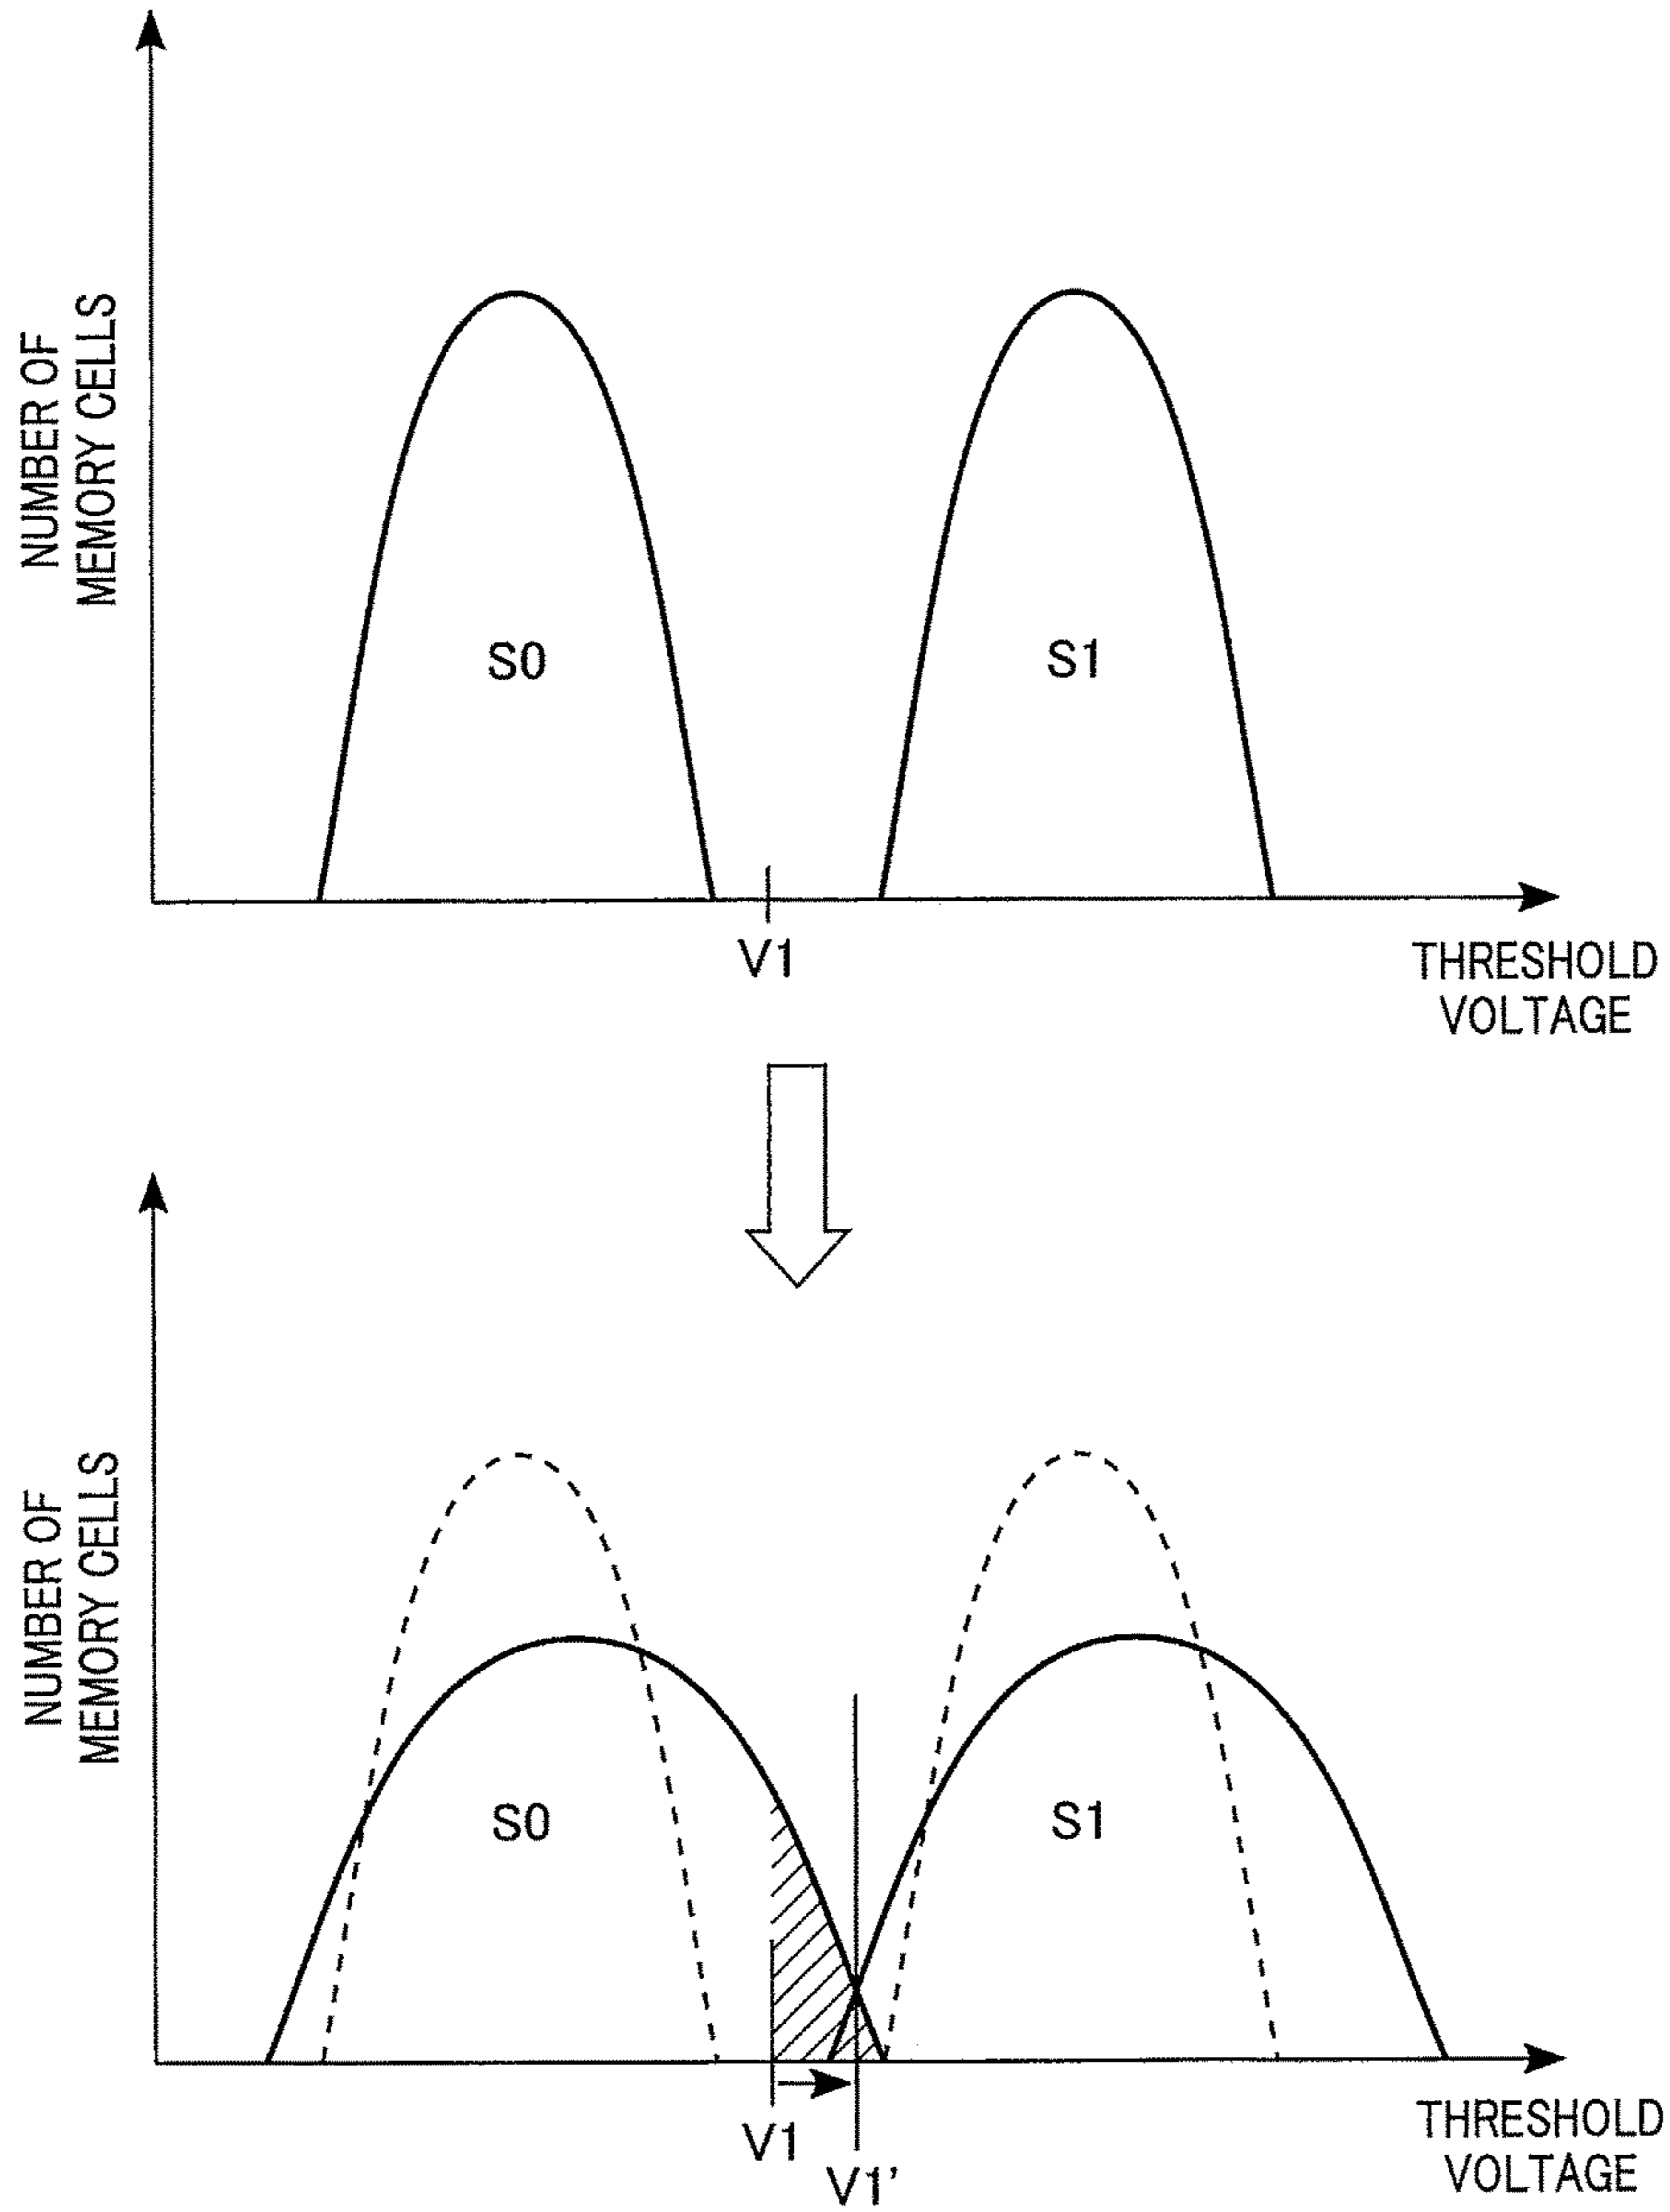 NUMBER OF
MEMORY CELLS
S0
S1
V1
THRESHOLD
VOLTAGE
NUMBER OF
MEMORY CELLS
S0
S1
V1
V1'
THRESHOLD
VOLTAGE